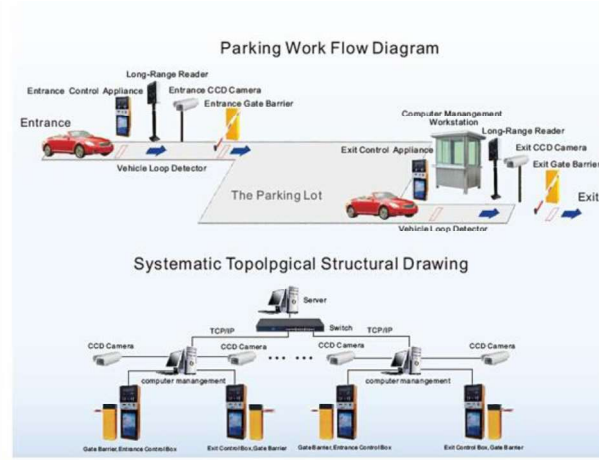 Parking Work Flow Diagram
Long-Range Reader
Entrance Control Appliance
Entrance CCD Camera
Entrance Gate Barrier
Entrance
Vehicle Loop Detector
The Parking Lot
Computer Manangement
Workstation
Long-Range Reader
Exit Control Appliance
Exit CCD Camera
Exit Gate Barrier
Exit
Vehicle Loop Detector
Systematic Topolpgical Structural Drawing
Server
Switch
TCP/IP
TCP/IP
CCD Camera
CCD Camera
CCD Camera
CCD Camera
computer manangement
computer manangement
Gate Barrier, Entrance Control Box
Exit Control Box, Gate Barrier
Gate Barrier, Entrance Control Box
Exit Control Box, Gate Barrier